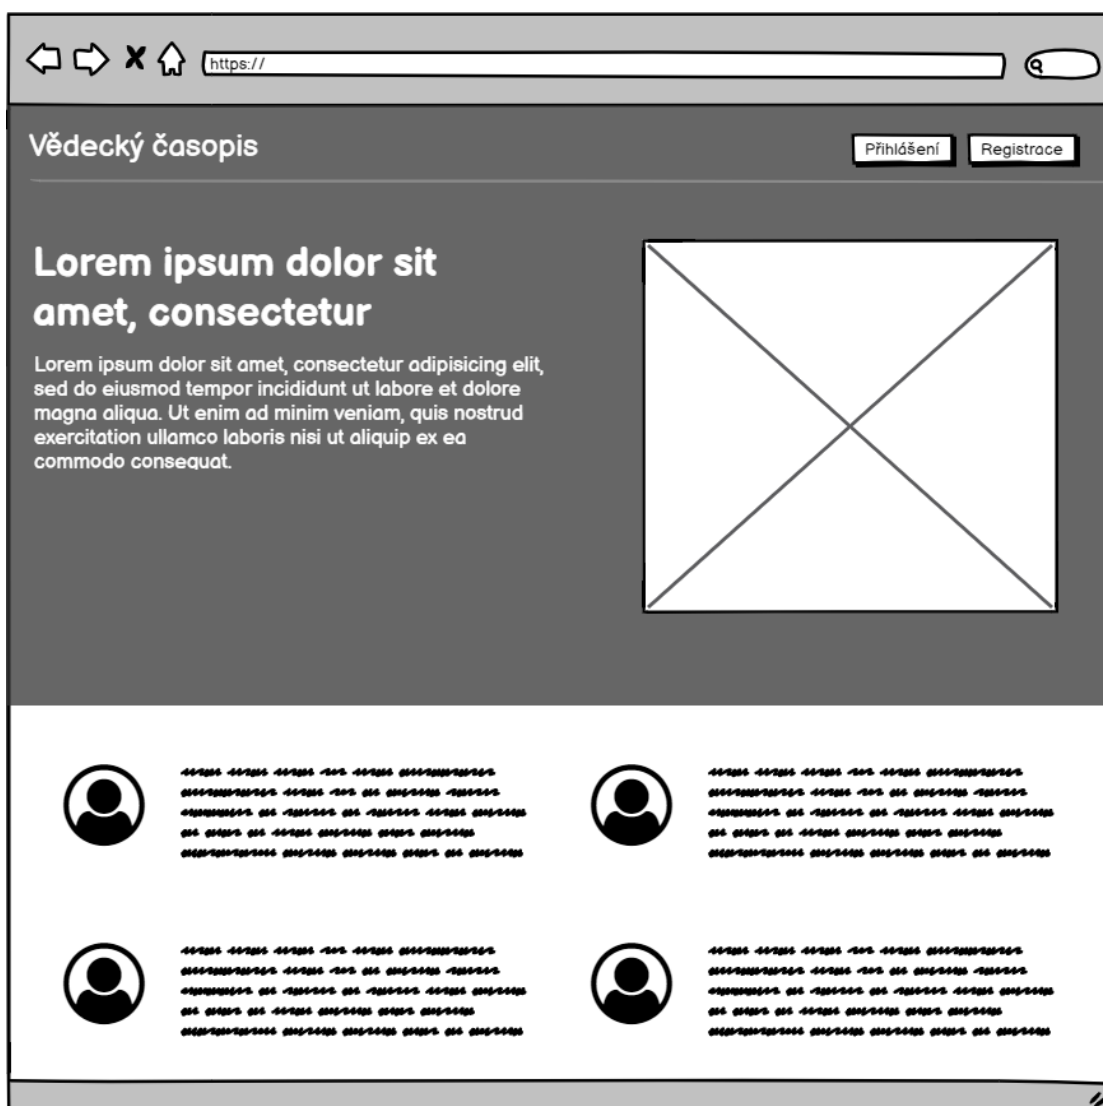 https://
Vědecký časopis
Přihlášení
Registrace
Lorem ipsum dolor sit
amet, consectetur
Lorem ipsum dolor sit amet, consectetur adipisicing elit,
sed do eiusmod tempor incididunt ut labore et dolore
magna aliqua. Ut enim ad minim veniam, quis nostrud
exercitation ullamco laboris nisi ut aliquip ex ea
commodo consequat.